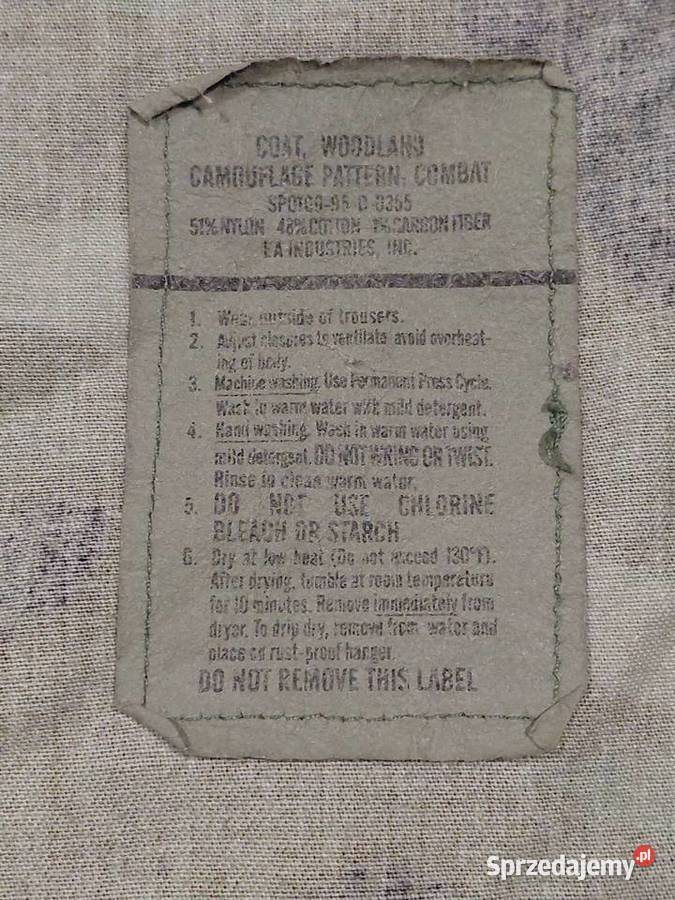 COAT, WOODLAND
CAMOUFLAGE PATTERN: COMBAT
SPO100-95-D-0355
51% NYLON 48% COTTON 1% CARBON FIBER
EA INDUSTRIES, INC.
1. Wear outside of trousers.
2. Adjust closures to ventilate avoid overheat-
ing of body.
3. Machine washing. Use Permanent Press Cycle.
Wash in warm water with mild detergent.
4. Hand washing. Wash in warm water using
mild detergent. DO NOT WRING OR TWIST.
Rinse in clean warm water.
5. DO NOT USE CHLORINE
BLEACH OR STARCH
6. Dry at low heat (Do not exceed 130°F).
After drying, tumble at room temperature
for 10 minutes. Remove immediately from
dryer. To drip dry, remove from water and
place on rust-proof hanger.
DO NOT REMOVE THIS LABEL
Sprzedajemy.pl